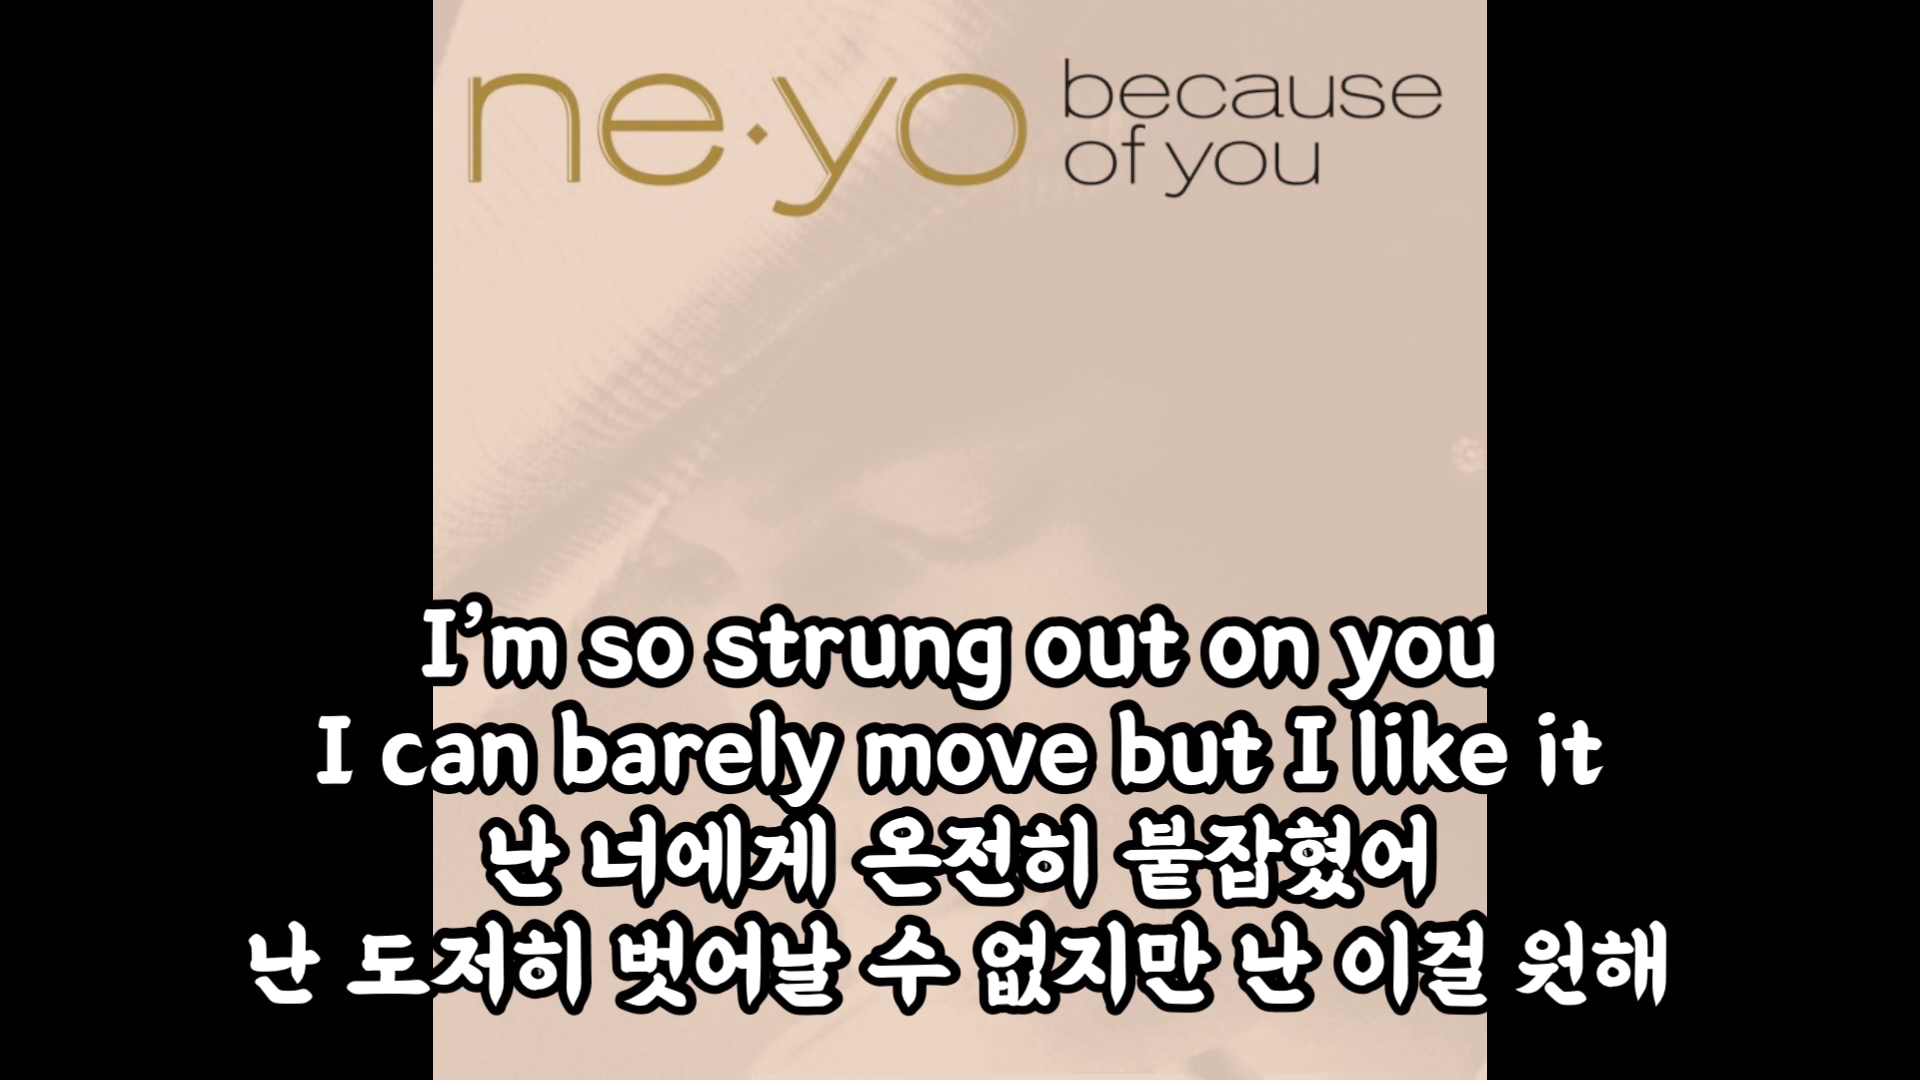 ne·yo
because
of you
I'm so strung out on you
I can barely move but I like it
난 너에게 온전히 붙잡혔어
난 도저히 벗어날 수 없지만 난 이걸 원해